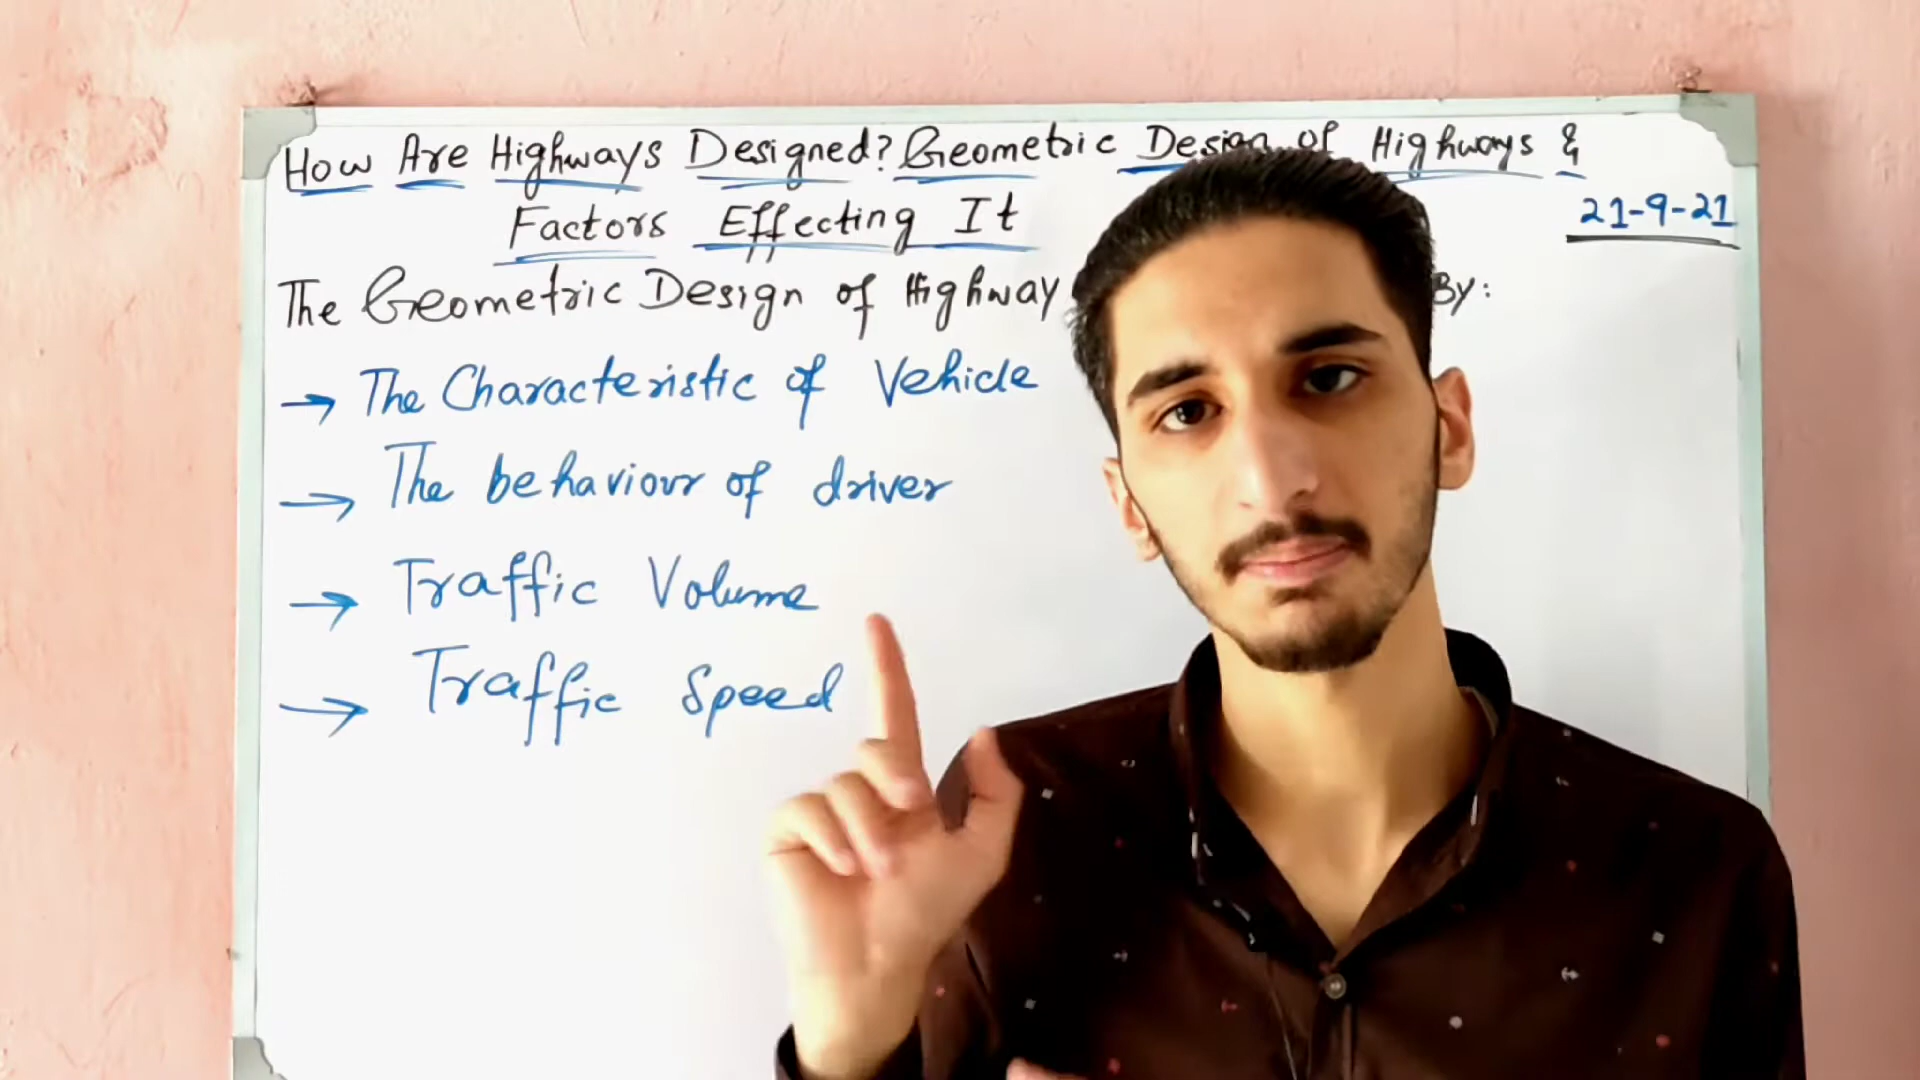 How Are Highways Designed? Geometric Design of Highways &
Factors Effecting It
21-9-21
The Geometric Design of Highway By:
→ The Characteristic of Vehicle
→ The behaviour of driver
→ Traffic Volume
→ Traffic Speed